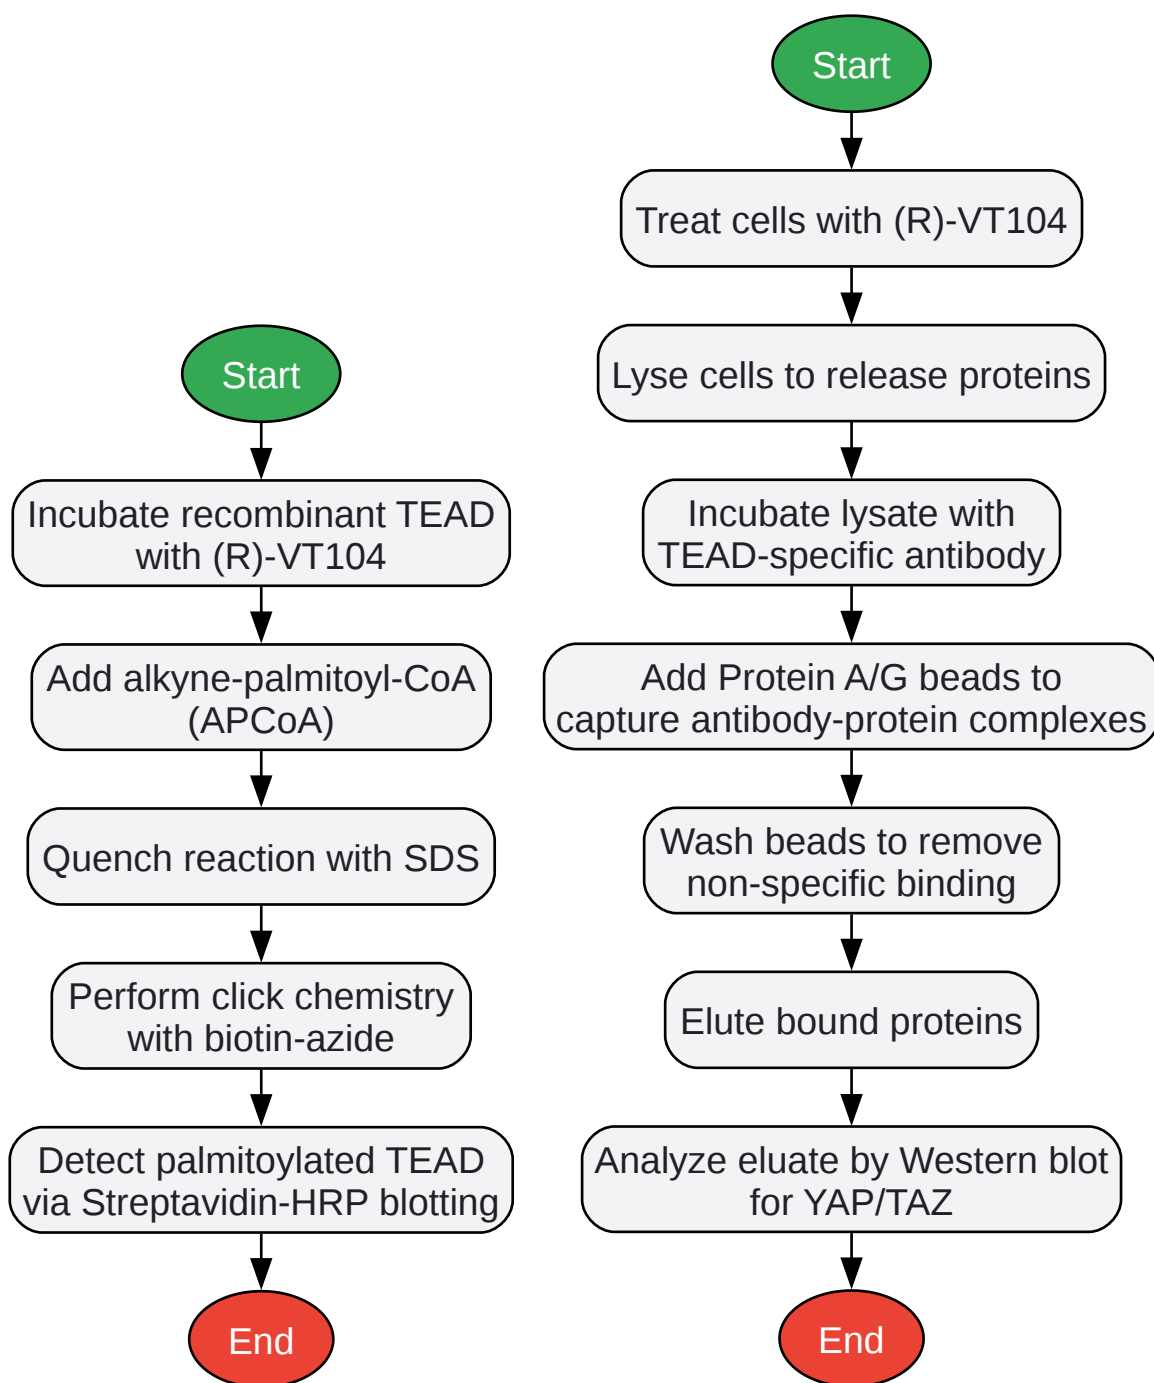 Start
Incubate recombinant TEAD
with (R)-VT104
Add alkyne-palmitoyl-CoA
(APCoA)
Quench reaction with SDS
Perform click chemistry
with biotin-azide
Detect palmitoylated TEAD
via Streptavidin-HRP blotting
End
Start
Treat cells with (R)-VT104
Lyse cells to release proteins
Incubate lysate with
TEAD-specific antibody
Add Protein A/G beads to
capture antibody-protein complexes
Wash beads to remove
non-specific binding
Elute bound proteins
Analyze eluate by Western blot
for YAP/TAZ
End